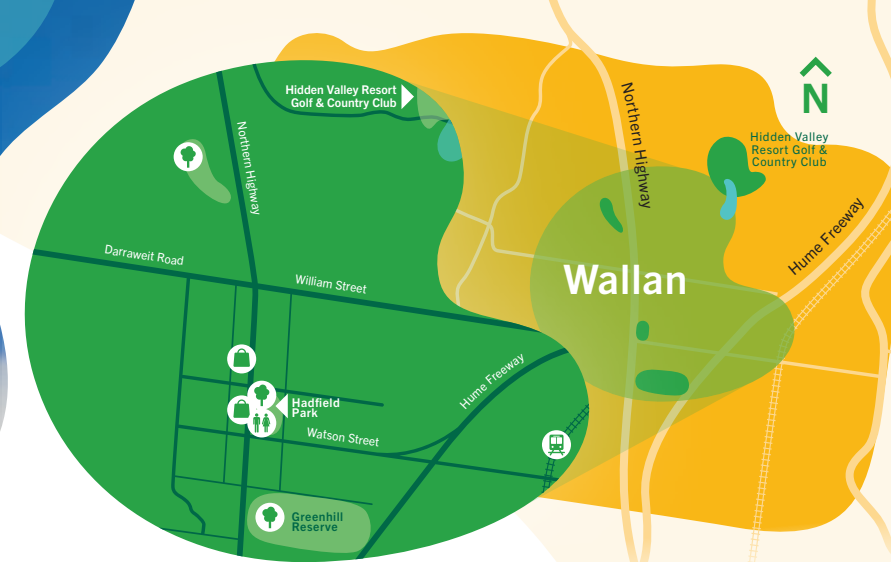 Hidden Valley Resort
Golf & Country Club
Northern Highway
Northern Highway
N
Hidden Valley
Resort Golf &
Country Club
Darraweit Road
William Street
Wallan
Hume Freeway
Hume Freeway
Hadfield
Park
Watson Street
Greenhill
Reserve